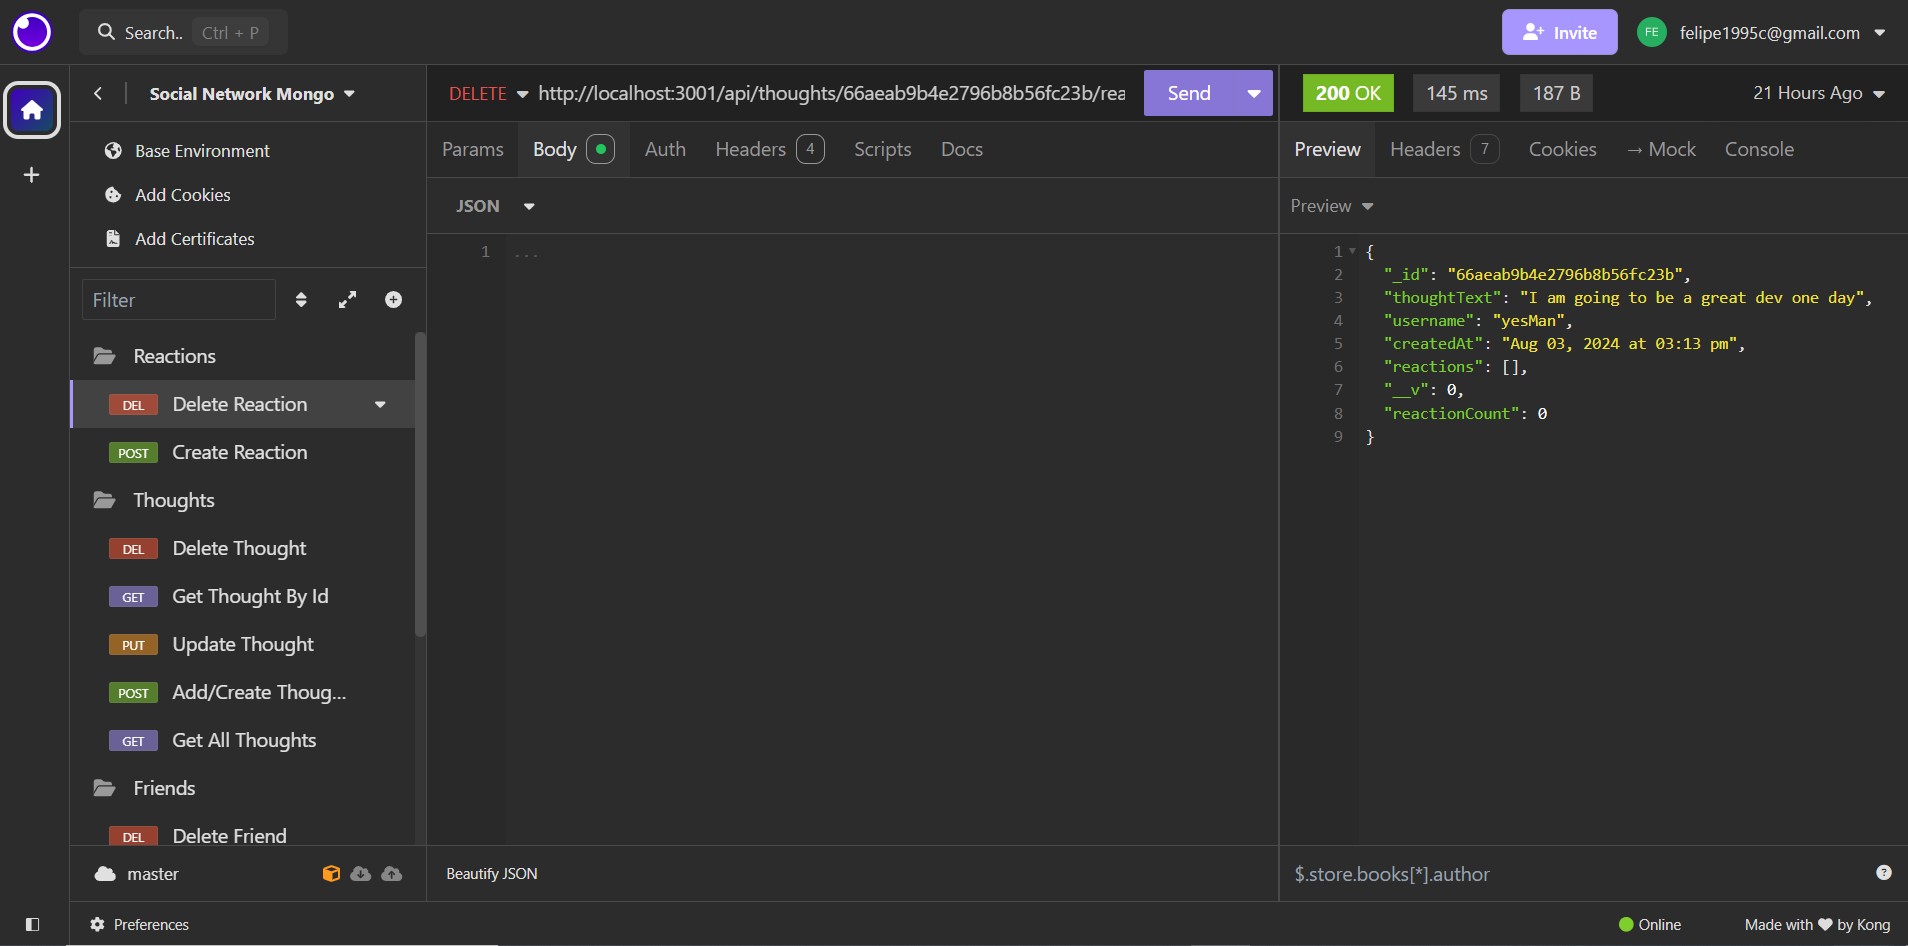 Search.. Ctrl + P
Invite
FE felipe1995c@gmail.com
Social Network Mongo
Base Environment
Add Cookies
Add Certificates
Filter
Reactions
DEL Delete Reaction
POST Create Reaction
Thoughts
DEL Delete Thought
GET Get Thought By Id
PUT Update Thought
POST Add/Create Thoug...
GET Get All Thoughts
Friends
DEL Delete Friend
master
DELETE http://localhost:3001/api/thoughts/66aeab9b4e2796b8b56fc23b/rea
Send
Params Body Auth Headers 4 Scripts Docs
JSON
1 ...
Beautify JSON
200 OK 145 ms 187 B 21 Hours Ago
Preview Headers 7 Cookies → Mock Console
Preview
1 {
2 "_id": "66aeab9b4e2796b8b56fc23b",
3 "thoughtText": "I am going to be a great dev one day",
4 "username": "yesMan",
5 "createdAt": "Aug 03, 2024 at 03:13 pm",
6 "reactions": [],
7 "__v": 0,
8 "reactionCount": 0
9 }
$.store.books[*].author
Preferences
Online
Made with ❤ by Kong